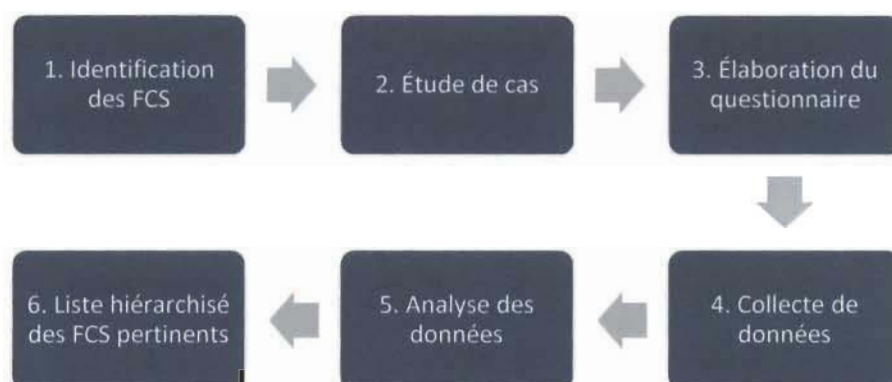 1. Identification
des FCS
2. Étude de cas
3. Élaboration du
questionnaire
4. Collecte de
données
5. Analyse des
données
6. Liste hiérarchisé
des FCS pertinents